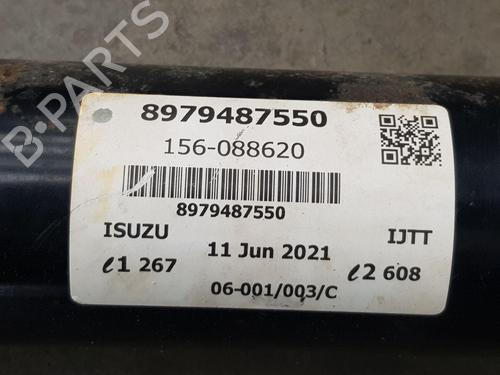 B-PARTS
8979487550
156-088620
8979487550
ISUZU 11 Jun 2021 IJTT
ℓ1 267 ℓ2 608
06-001/003/C